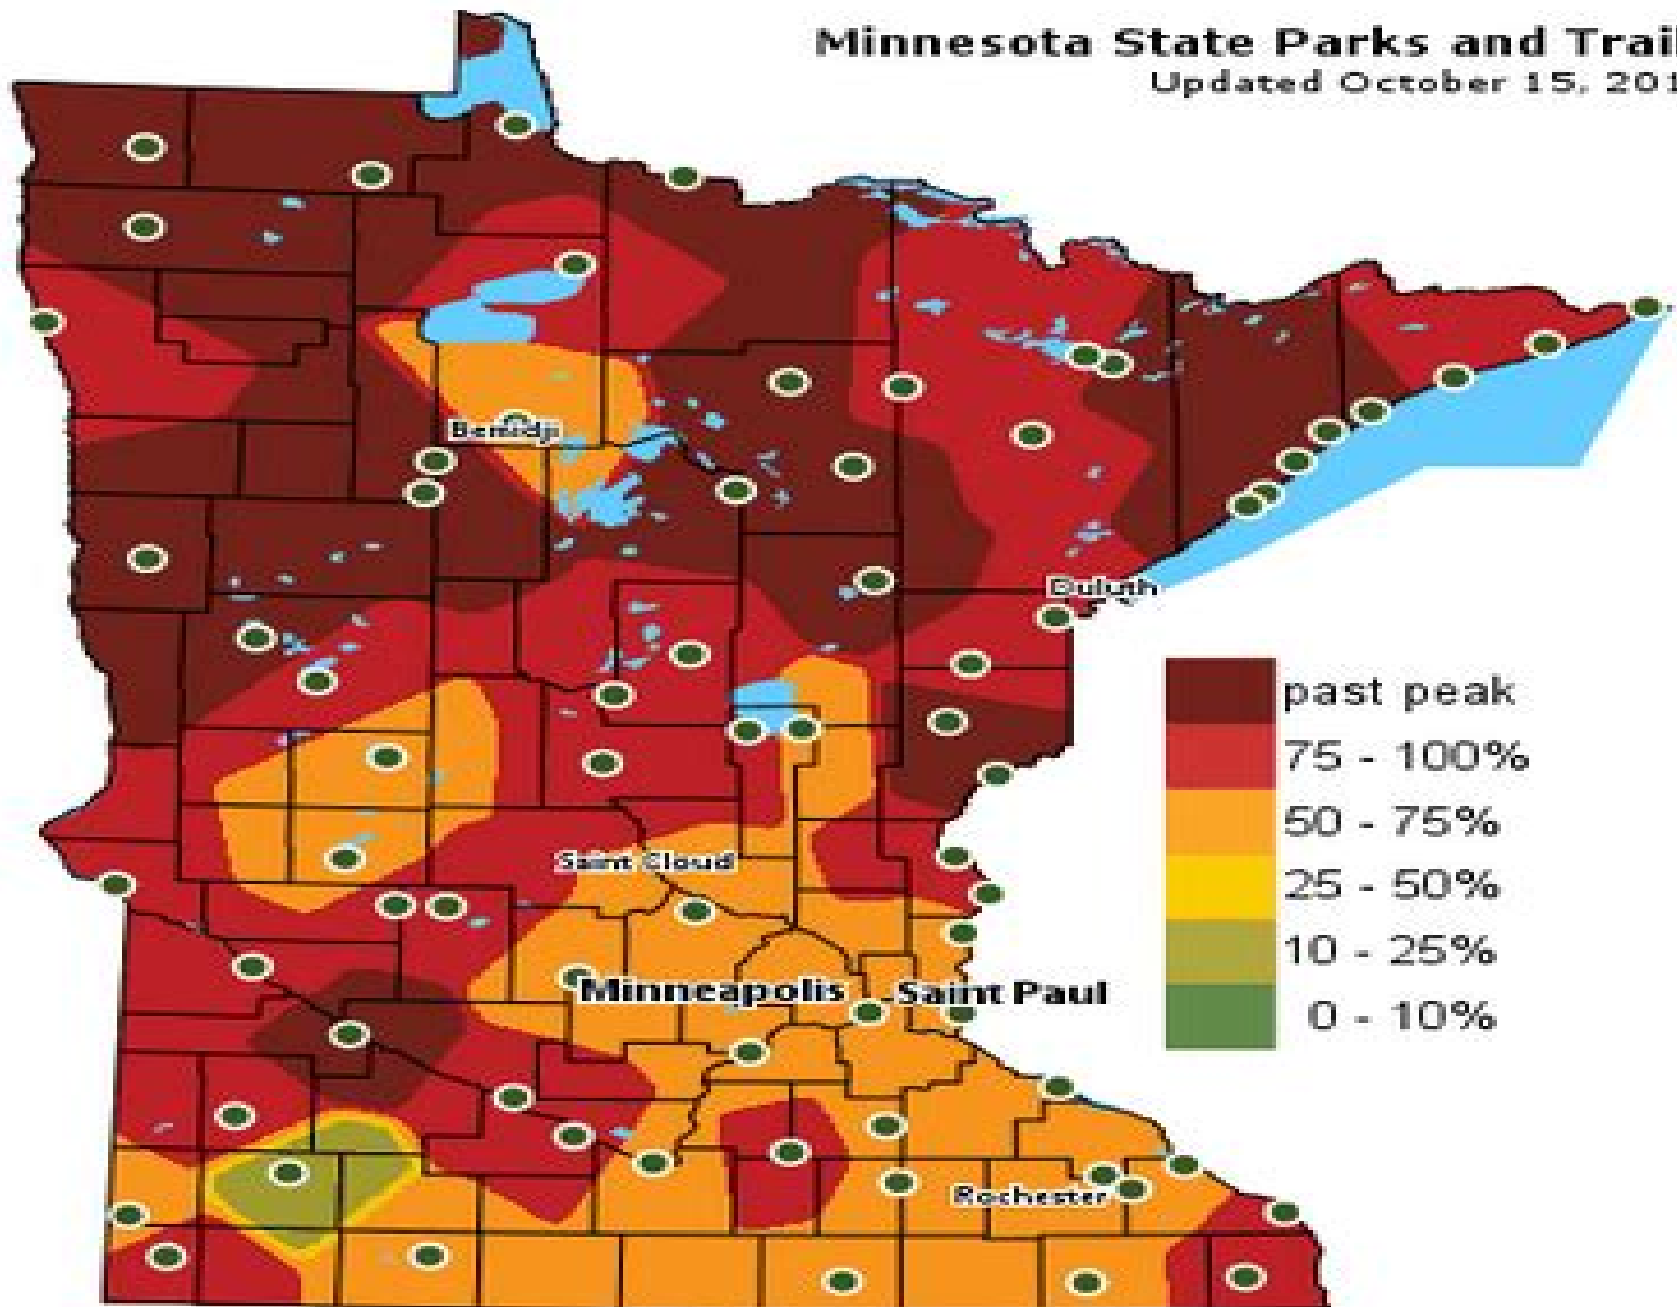 Minnesota State Parks and Trail
Updated October 15, 201
Bemidji
Duluth
past peak
75 - 100%
50 - 75%
25 - 50%
10 - 25%
0 - 10%
Saint Cloud
Minneapolis
Saint Paul
Rochester